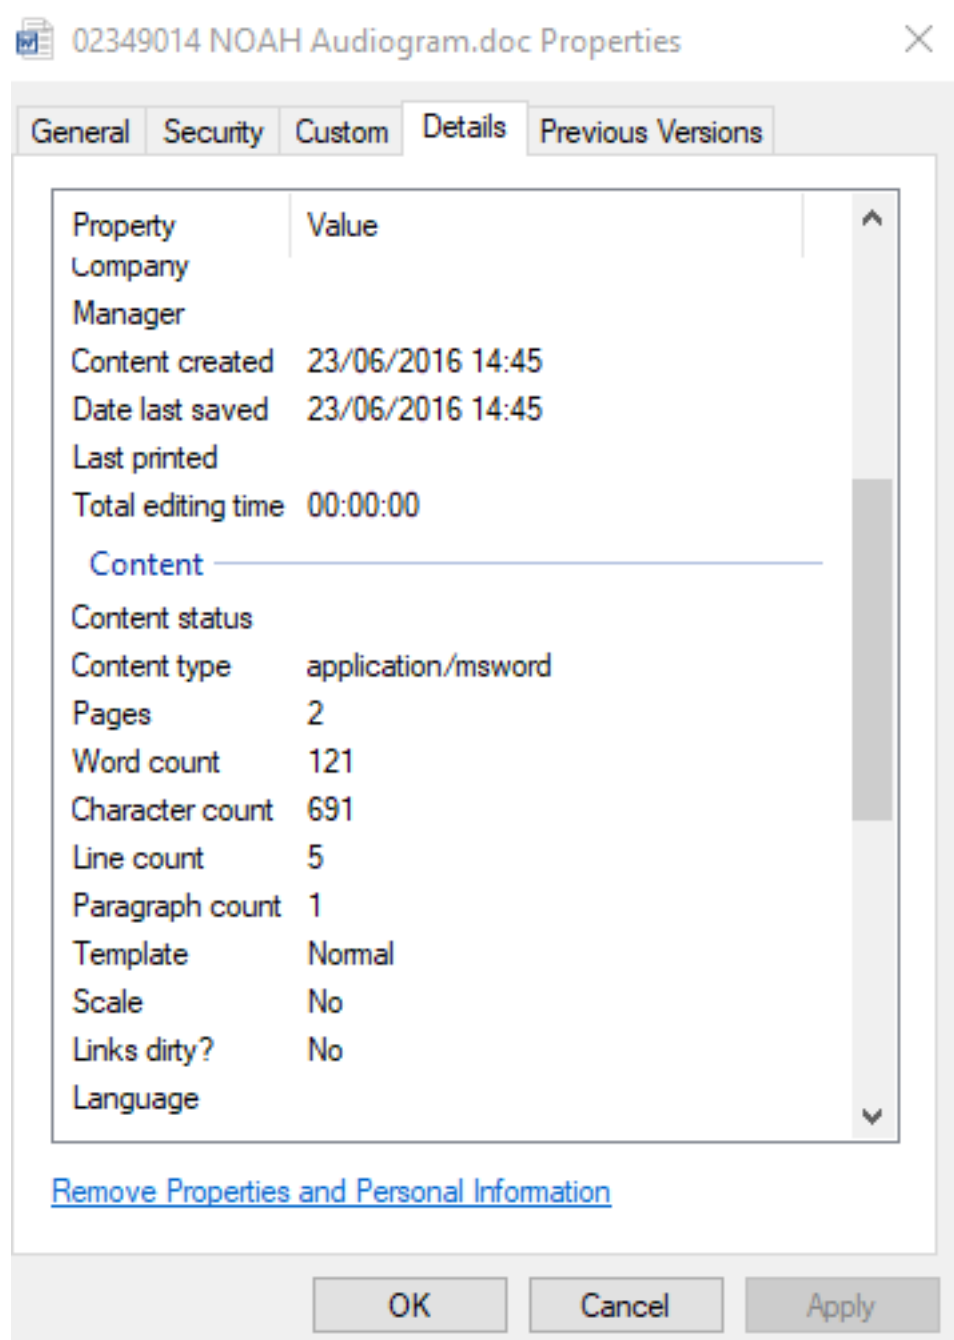 02349014 NOAH Audiogram.doc Properties
General Security Custom Details Previous Versions
Property Value
Company
Manager
Content created 23/06/2016 14:45
Date last saved 23/06/2016 14:45
Last printed
Total editing time 00:00:00
Content
Content status
Content type application/msword
Pages 2
Word count 121
Character count 691
Line count 5
Paragraph count 1
Template Normal
Scale No
Links dirty? No
Language
Remove Properties and Personal Information
OK Cancel Apply